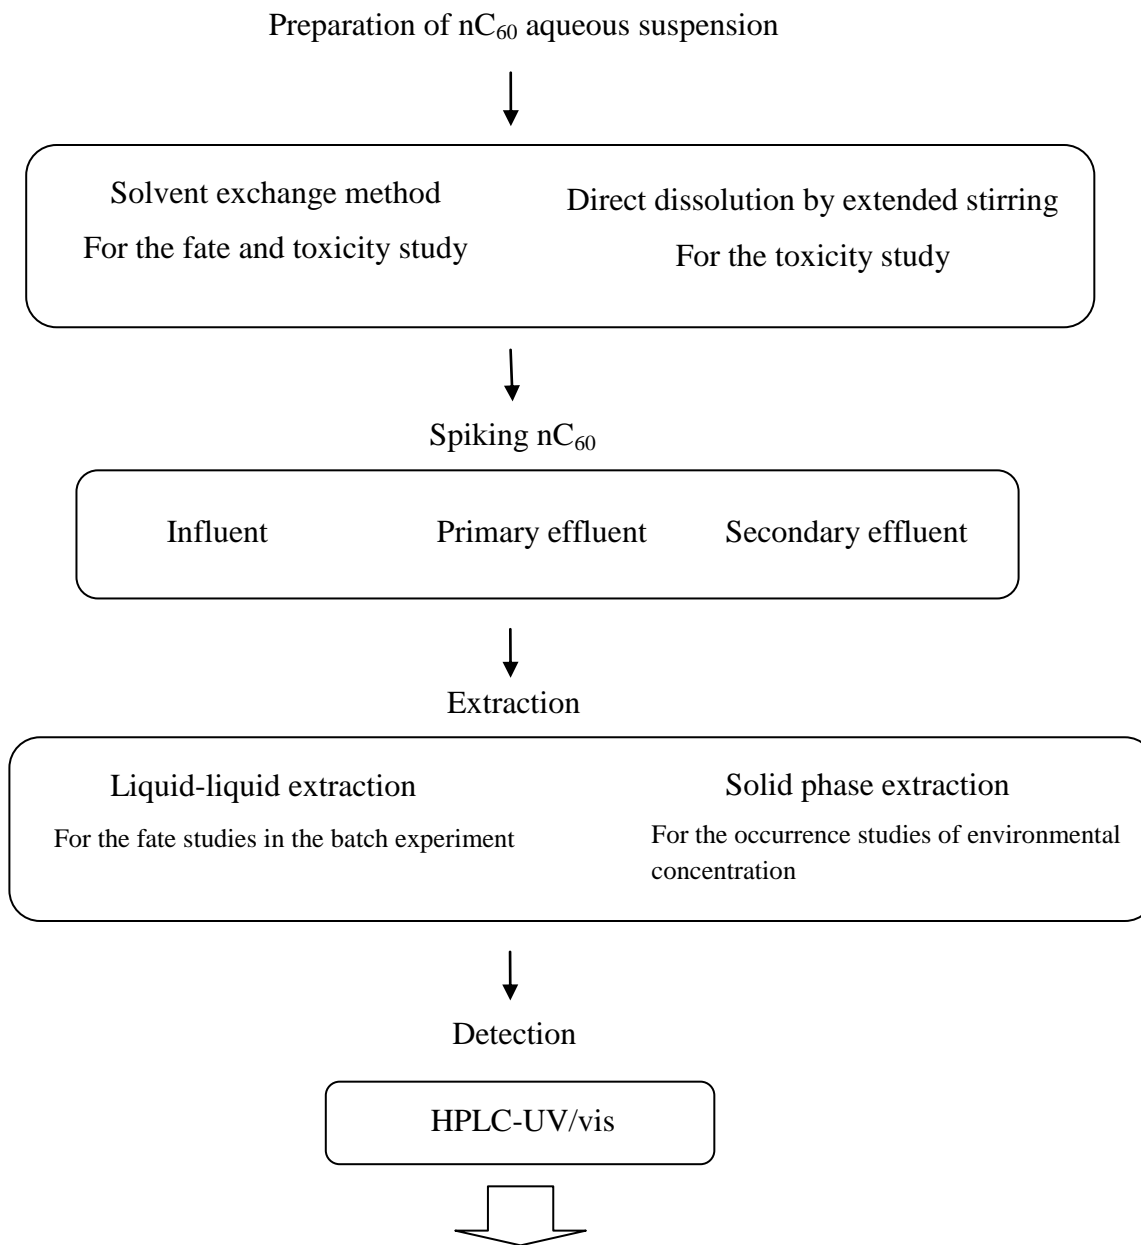 Preparation of nC₆₀ aqueous suspension
Solvent exchange method
For the fate and toxicity study
Direct dissolution by extended stirring
For the toxicity study
Spiking nC₆₀
Influent
Primary effluent
Secondary effluent
Extraction
Liquid-liquid extraction
For the fate studies in the batch experiment
Solid phase extraction
For the occurrence studies of environmental
concentration
Detection
HPLC-UV/vis